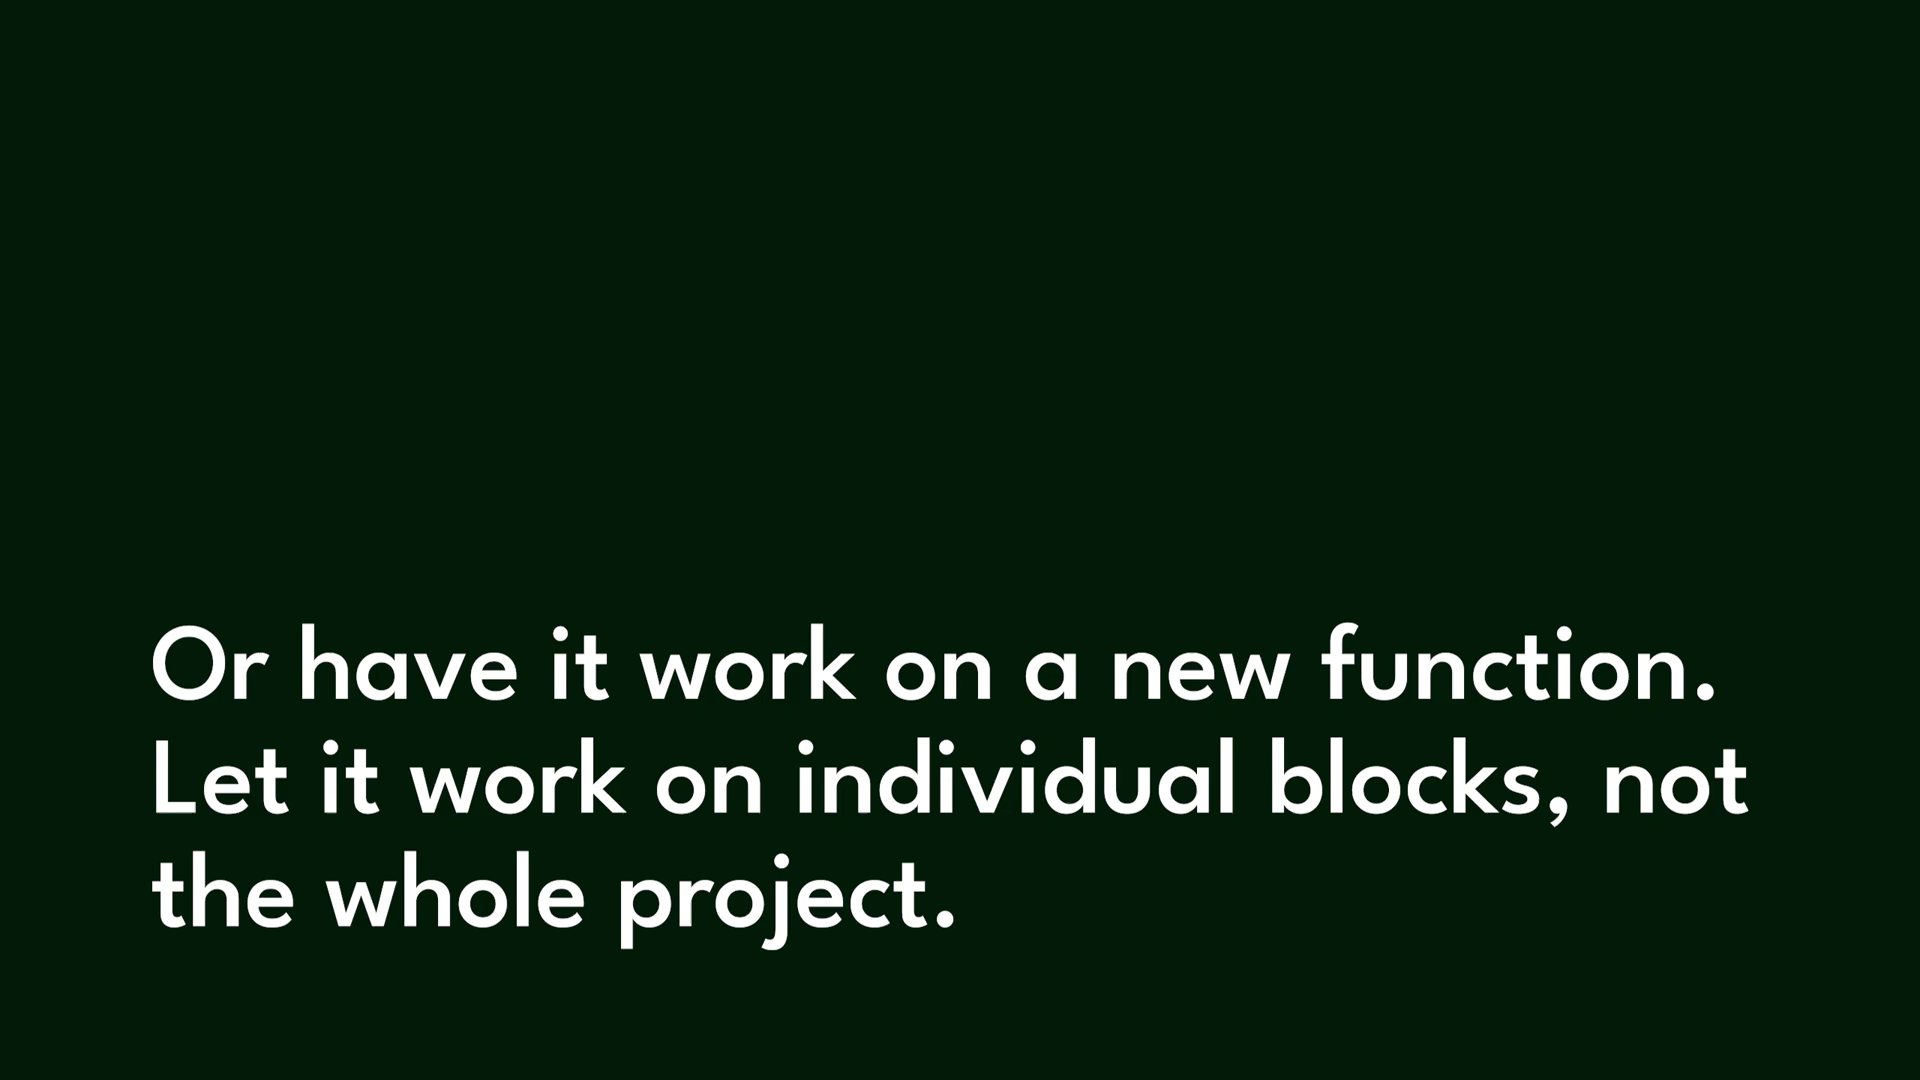 Or have it work on a new function.
Let it work on individual blocks, not
the whole project.